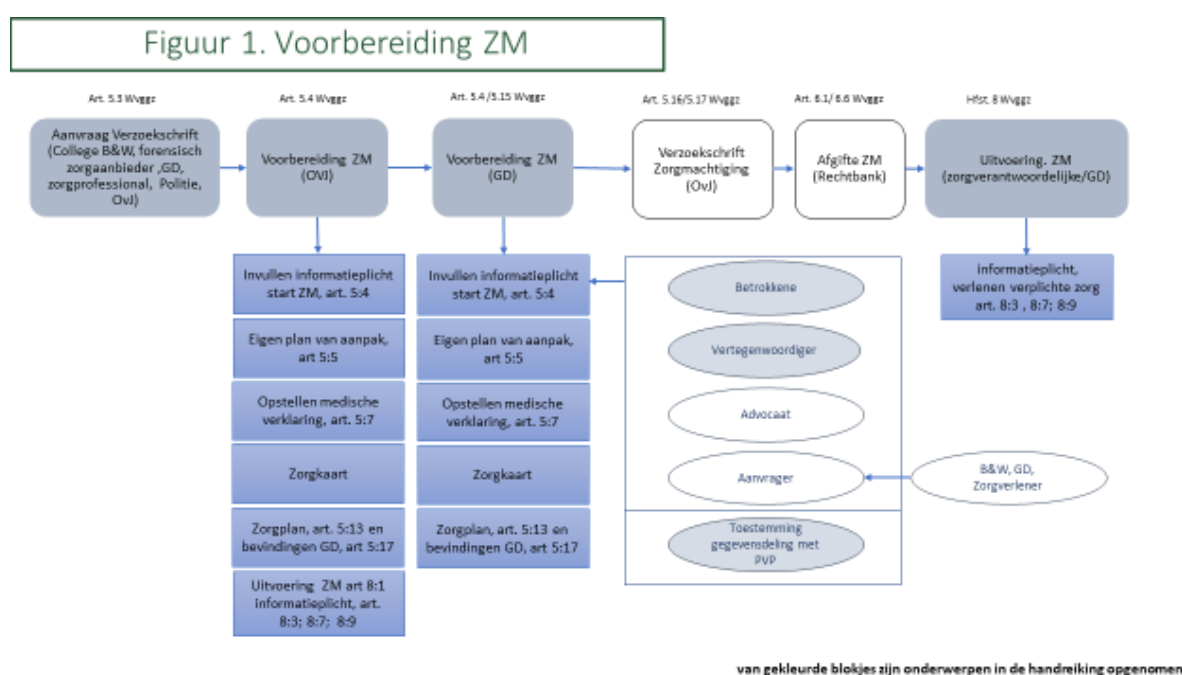 Figuur 1. Voorbereiding ZM
Art. 5.3 Wvggz
Art. 5.4 Wvggz
Art. 5.4 /5.15 Wvggz
Art. 5.16/5.17 Wvggz
Art. 6.1/ 6.6 Wvggz
Hfst. 8 Wvggz
Aanvraag Verzoekschrift
(College B&W, forensisch
zorgaanbieder ,GD,
zorgprofessional, Politie,
OvJ)
Voorbereiding ZM
(OVJ)
Voorbereiding ZM
(GD)
Verzoekschrift
Zorgmachtiging
(OvJ)
Afgifte ZM
(Rechtbank)
Uitvoering. ZM
(zorgverantwoordelijke/GD)
Invullen informatieplicht
start ZM, art. 5:4
Eigen plan van aanpak,
art 5:5
Opstellen medische
verklaring, art. 5:7
Zorgkaart
Zorgplan, art. 5:13 en
bevindingen GD, art 5:17
Uitvoering ZM art 8:1
informatieplicht, art.
8:3; 8:7; 8:9
Invullen informatieplicht
start ZM, art. 5:4
Eigen plan van aanpak,
art 5:5
Opstellen medische
verklaring, art. 5:7
Zorgkaart
Zorgplan, art. 5:13 en
bevindingen GD, art 5:17
Betrokkene
Vertegenwoordiger
Advocaat
Aanvrager
Toestemming
gegevensdeling met
PVP
B&W, GD,
Zorgverlener
informatieplicht,
verlenen verplichte zorg
art. 8:3 , 8:7; 8:9
van gekleurde blokjes zijn onderwerpen in de handreiking opgenomen